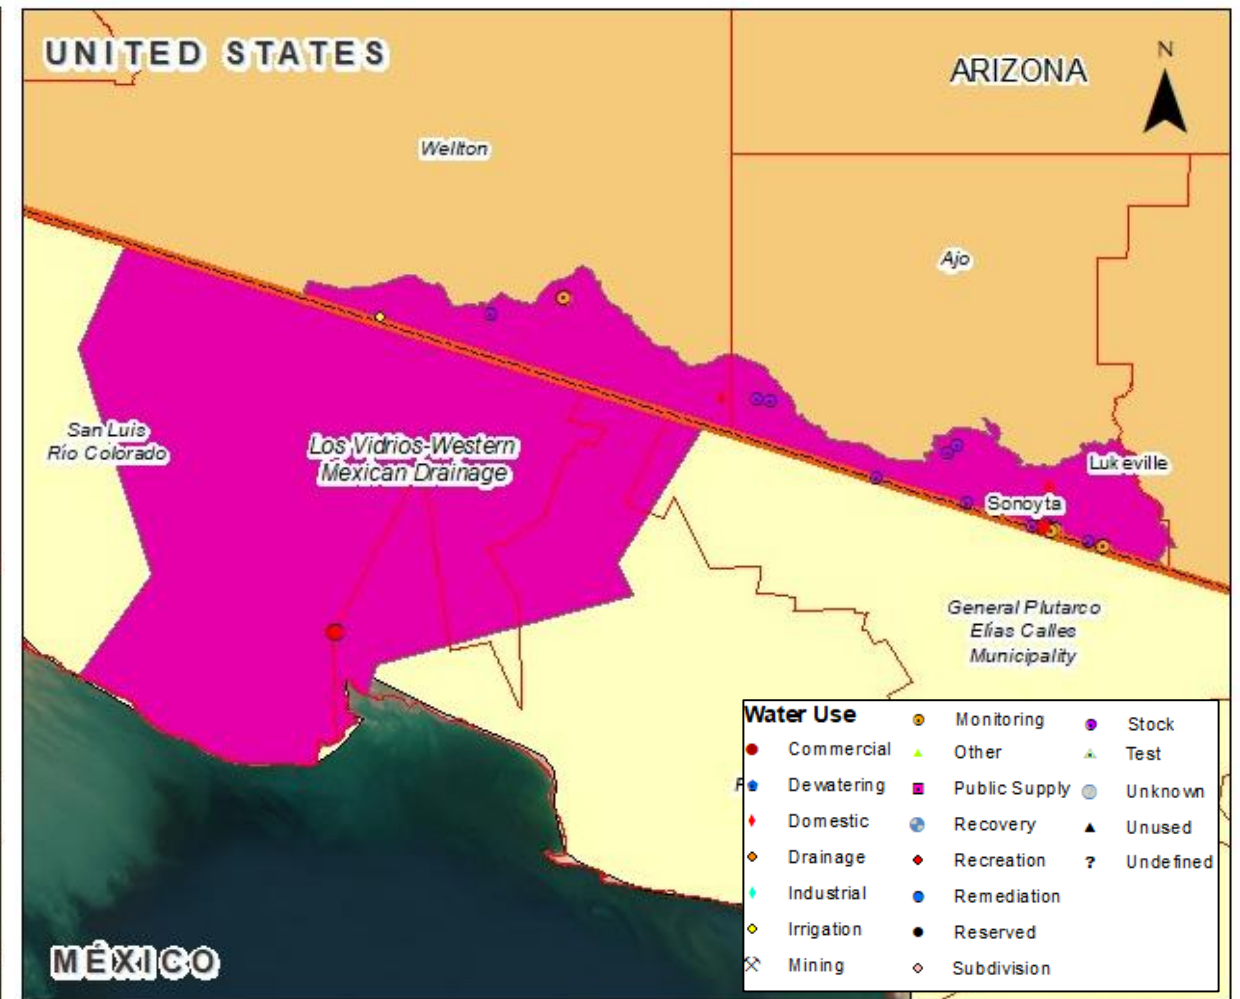 UNITED STATES
ARIZONA
N
Wellton
Ajo
San Luis
Río Colorado
Los Vidrios-Western
Mexican Drainage
Lukeville
Sonoyta
General Plutarco
Elías Calles
Municipality
MÉXICO
Water Use
Commercial
Dewatering
Domestic
Drainage
Industrial
Irrigation
Mining
Monitoring
Other
Public Supply
Recovery
Recreation
Remediation
Reserved
Subdivision
Stock
Test
Unknown
Unused
? Undefined